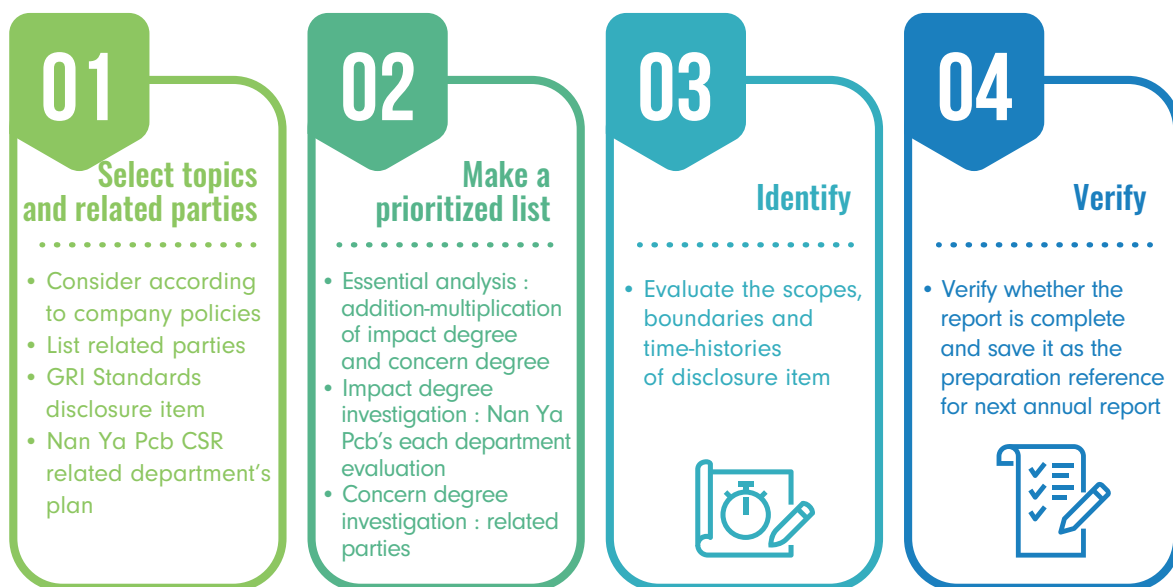 01
Select topics
and related parties
• Consider according
to company policies
• List related parties
• GRI Standards
disclosure item
• Nan Ya Pcb CSR
related department's
plan
02
Make a
prioritized list
• Essential analysis :
addition-multiplication
of impact degree
and concern degree
• Impact degree
investigation : Nan Ya
Pcb's each department
evaluation
• Concern degree
investigation : related
parties
03
Identify
• Evaluate the scopes,
boundaries and
time-histories
of disclosure item
04
Verify
• Verify whether the
report is complete
and save it as the
preparation reference
for next annual report